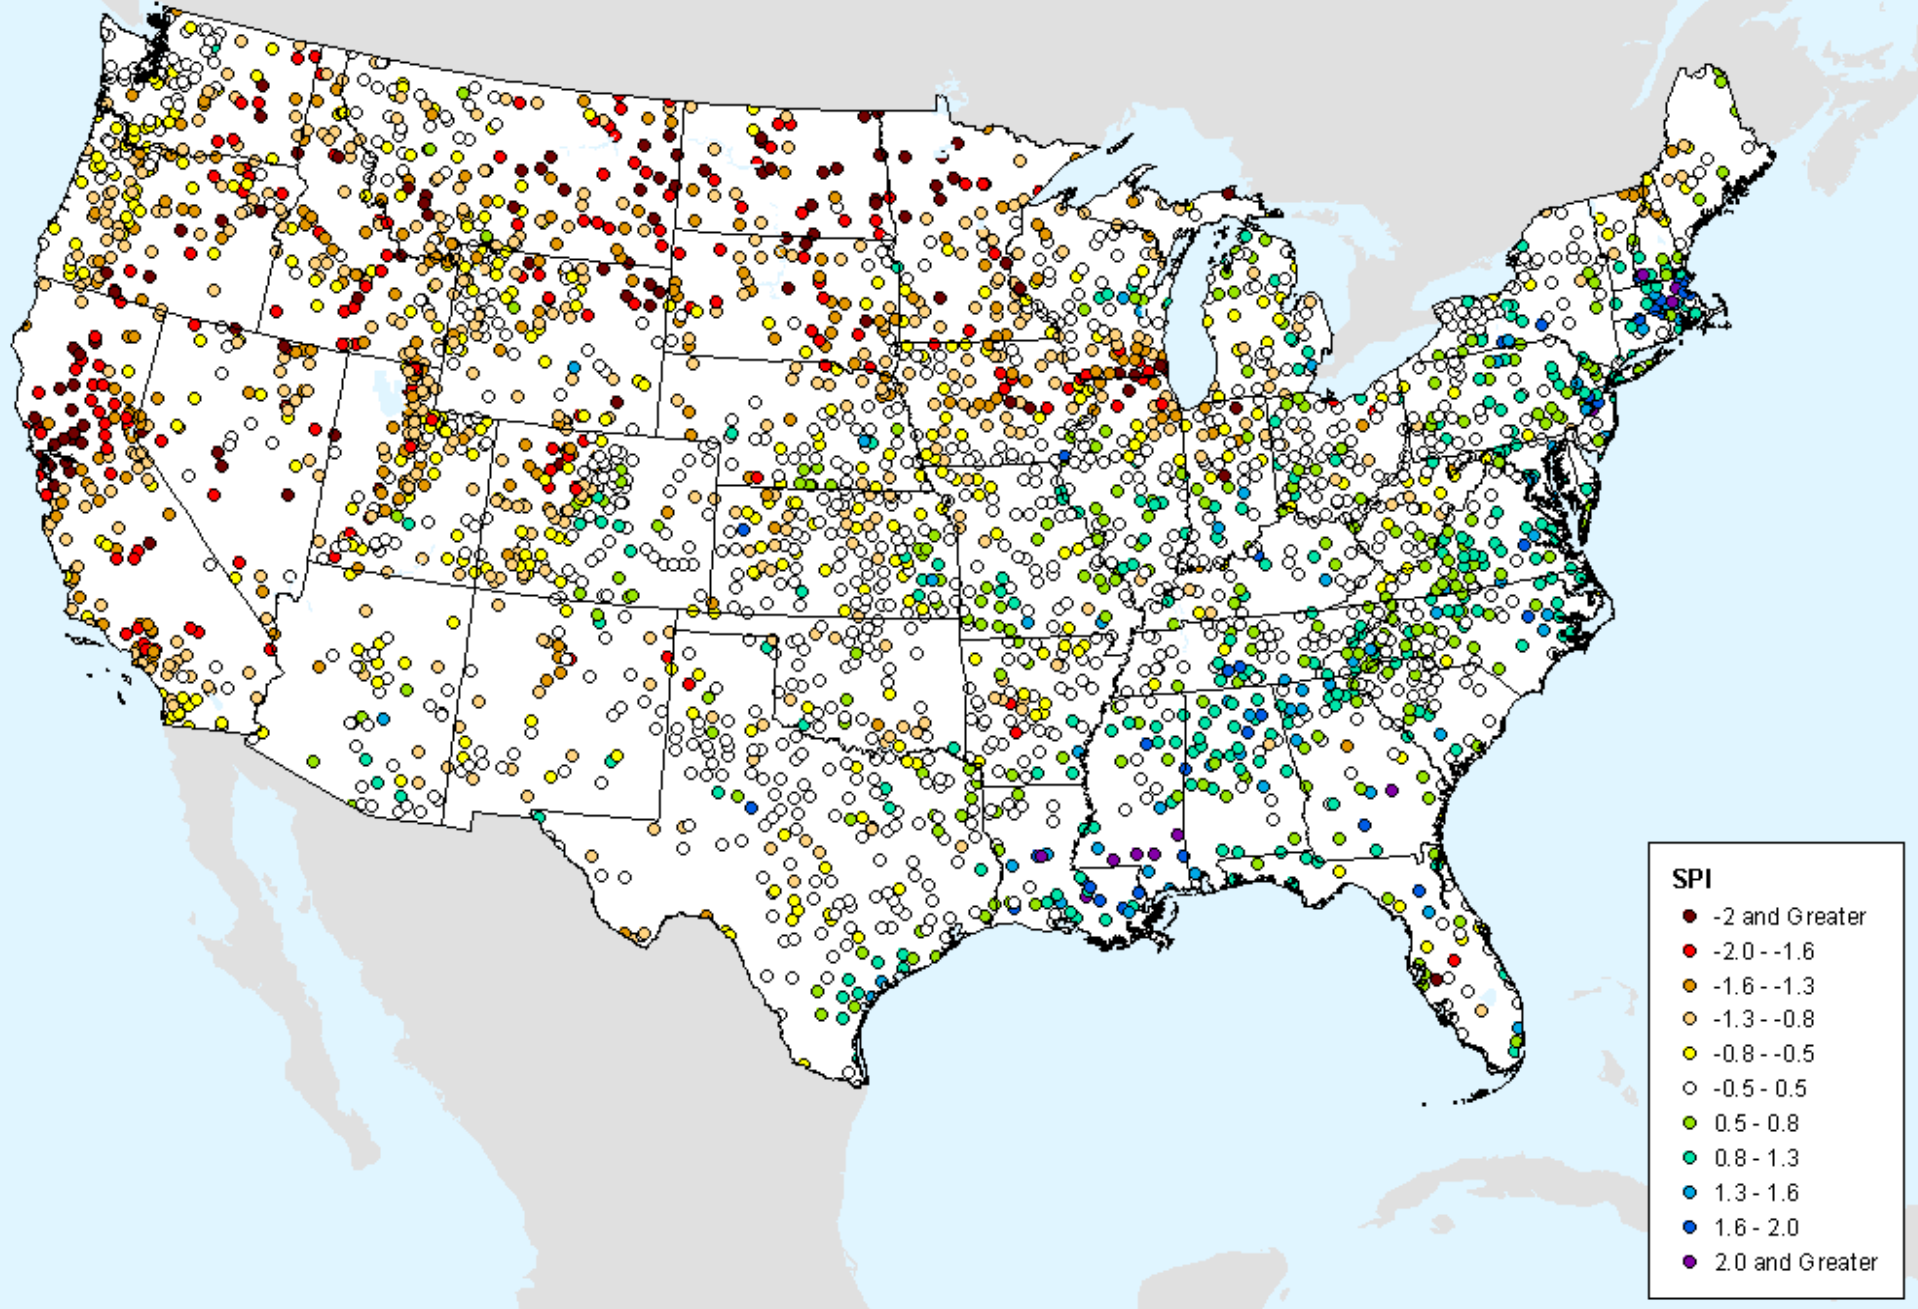 SPI
-2 and Greater
-2.0 - -1.6
-1.6 - -1.3
-1.3 - -0.8
-0.8 - -0.5
-0.5 - 0.5
0.5 - 0.8
0.8 - 1.3
1.3 - 1.6
1.6 - 2.0
2.0 and Greater